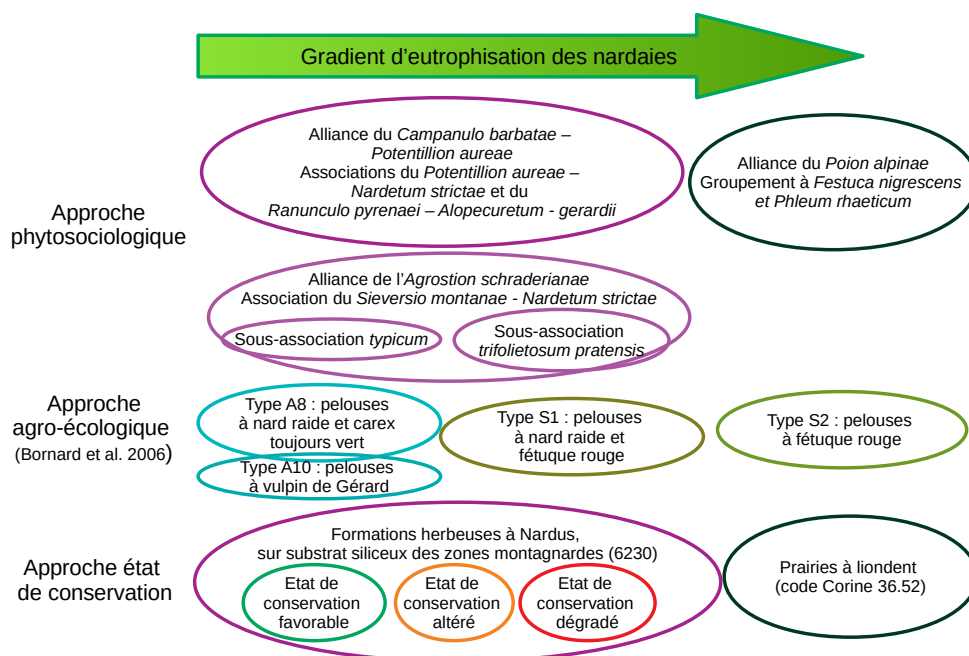 Gradient d'eutrophisation des nardaies
Approche
phytosociologique
Alliance du Campanulo barbatae –
Potentillion aureae
Associations du Potentillion aureae –
Nardetum strictae et du
Ranunculo pyrenaei – Alopecuretum - gerardii
Alliance du Poion alpinae
Groupement à Festuca nigrescens
et Phleum rhaeticum
Alliance de l'Agrostion schraderianae
Association du Sieversio montanae - Nardetum strictae
Sous-association typicum
Sous-association
trifolietosum pratensis
Approche
agro-écologique
(Bornard et al. 2006)
Type A8 : pelouses
à nard raide et carex
toujours vert
Type A10 : pelouses
à vulpin de Gérard
Type S1 : pelouses
à nard raide et
fétuque rouge
Type S2 : pelouses
à fétuque rouge
Approche état
de conservation
Formations herbeuses à Nardus,
sur substrat siliceux des zones montagnardes (6230)
Etat de
conservation
favorable
Etat de
conservation
altéré
Etat de
conservation
dégradé
Prairies à liondent
(code Corine 36.52)